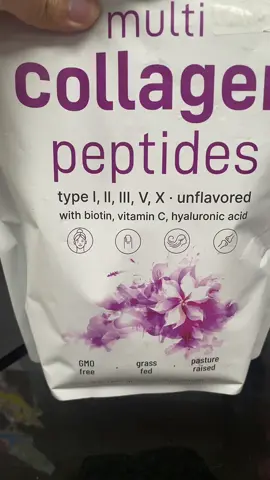 multi
collagen
peptides
type I, II, III, V, X · unflavored
with biotin, vitamin C, hyaluronic acid
GMO free · grass fed · pasture raised